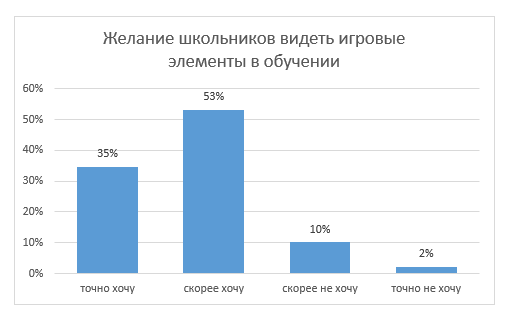 Желание школьников видеть игровые
элементы в обучении
60%
50%
40%
30%
20%
10%
0%
35%
53%
10%
2%
точно хочу
скорее хочу
скорее не хочу
точно не хочу